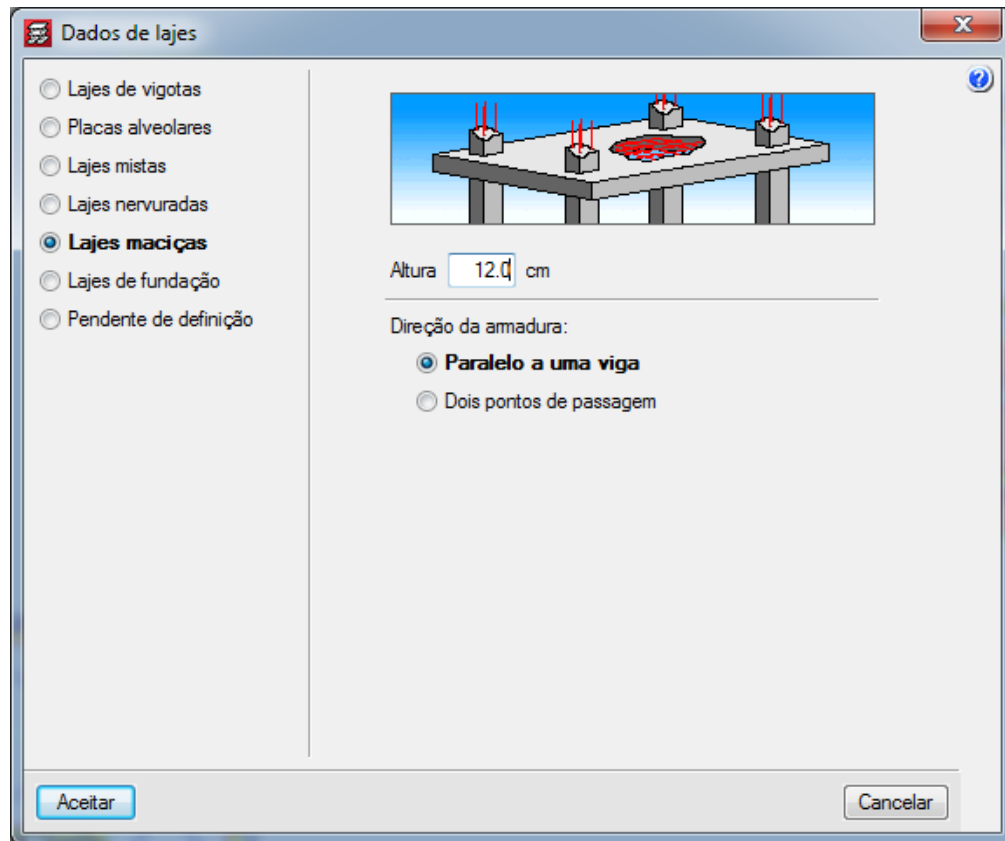 Dados de lajes
Lajes de vigotas
Placas alveolares
Lajes mistas
Lajes nervuradas
Lajes maciças
Lajes de fundação
Pendente de definição
Altura 12.0 cm
Direção da armadura:
Paralelo a uma viga
Dois pontos de passagem
Aceitar
Cancelar